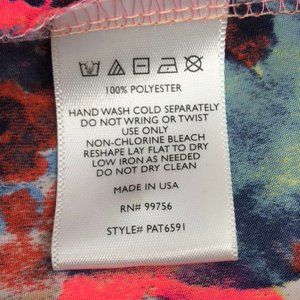 100% POLYESTER
HAND WASH COLD SEPARATELY
DO NOT WRING OR TWIST
USE ONLY
NON-CHLORINE BLEACH
RESHAPE LAY FLAT TO DRY
LOW IRON AS NEEDED
DO NOT DRY CLEAN
MADE IN USA
RN# 99756
STYLE# PAT6591